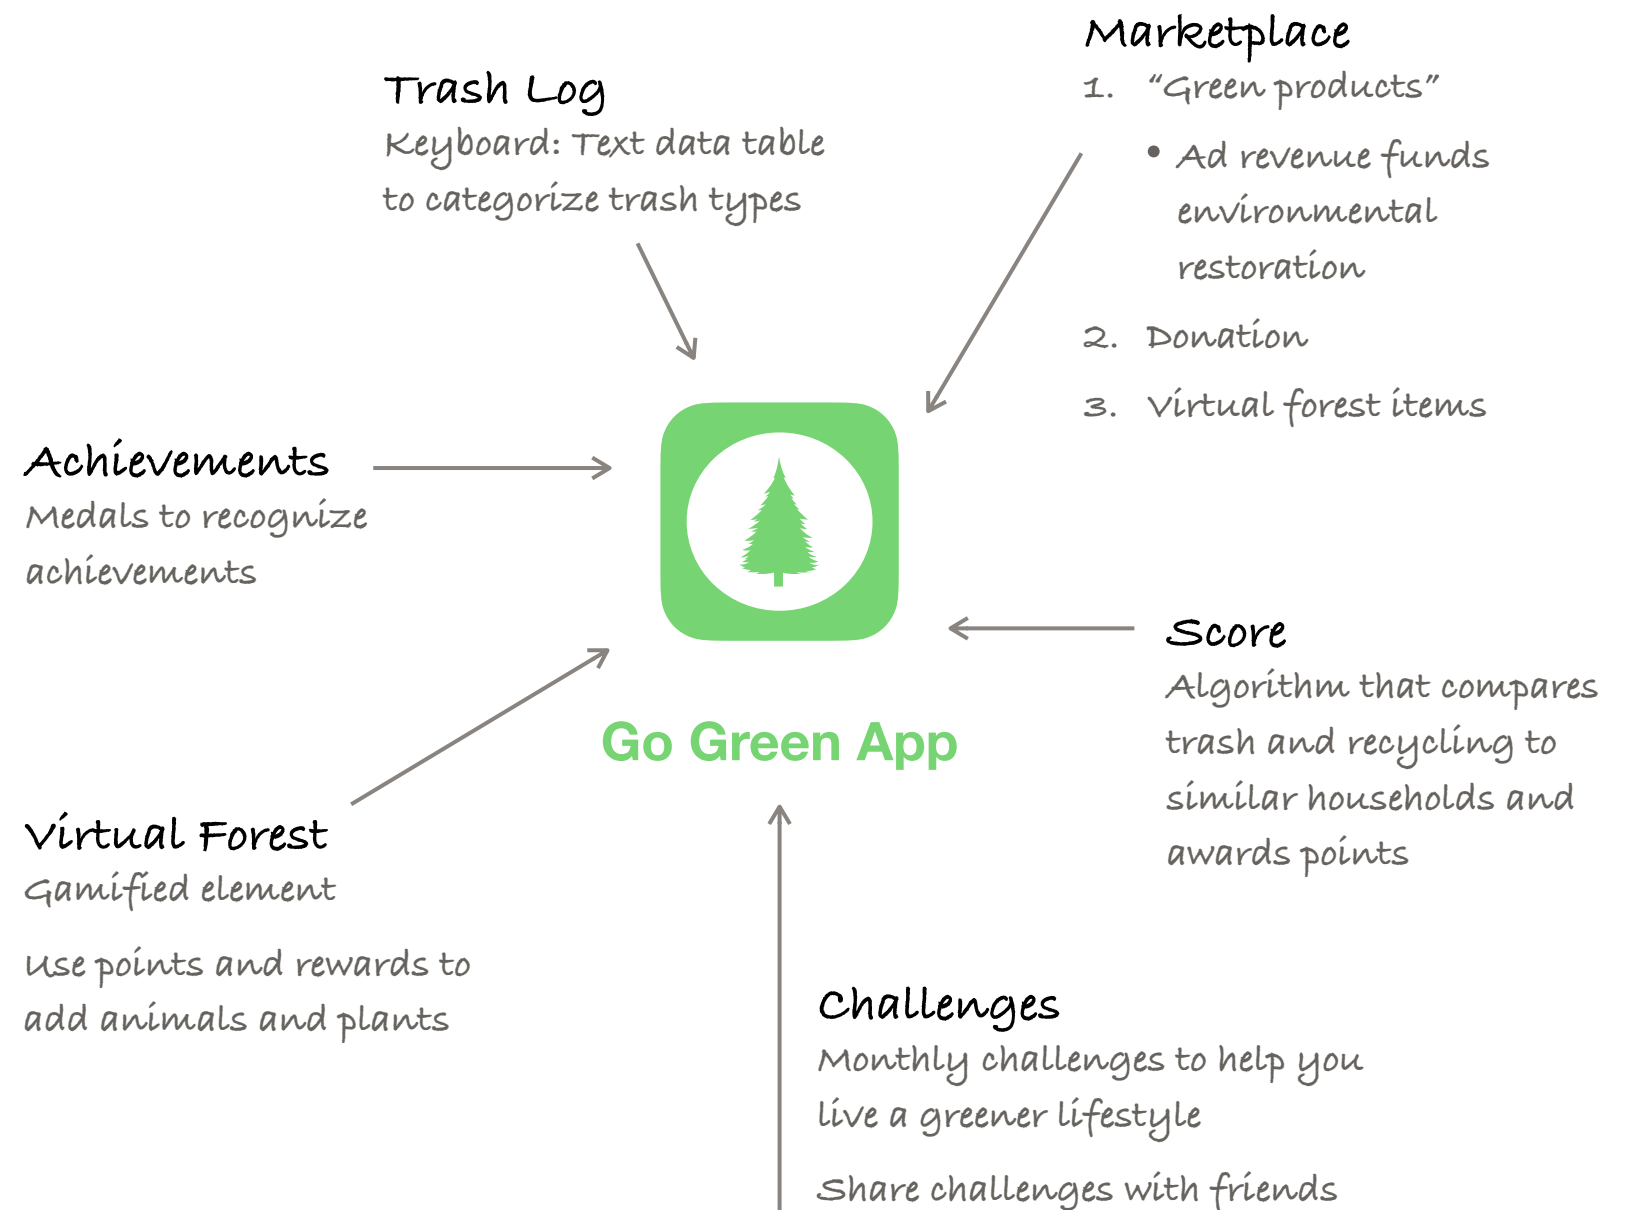 Marketplace
1. “Green products”
• Ad revenue funds
environmental
restoration
2. Donation
3. Virtual forest items
Trash Log
Keyboard: Text data table
to categorize trash types
Achievements
Medals to recognize
achievements
Go Green App
Score
Algorithm that compares
trash and recycling to
similar households and
awards points
Virtual Forest
Gamified element
Use points and rewards to
add animals and plants
Challenges
Monthly challenges to help you
live a greener lifestyle
Share challenges with friends